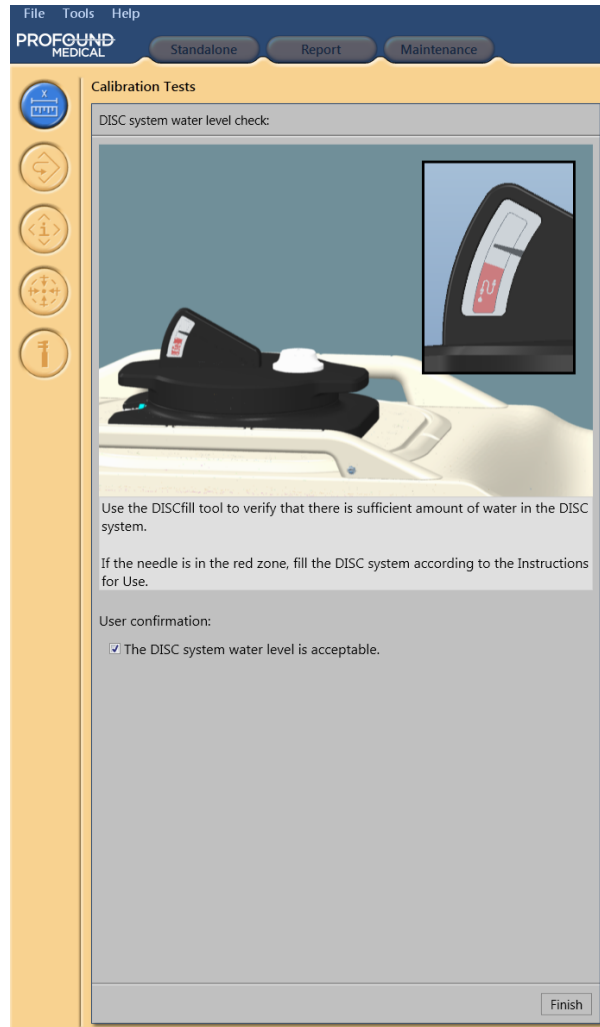 File Tools Help
PROFOUND
MEDICAL
Standalone Report Maintenance
Calibration Tests
X
DISC system water level check:
Use the DISCfill tool to verify that there is sufficient amount of water in the DISC
system.
If the needle is in the red zone, fill the DISC system according to the Instructions
for Use.
User confirmation:
The DISC system water level is acceptable.
Finish